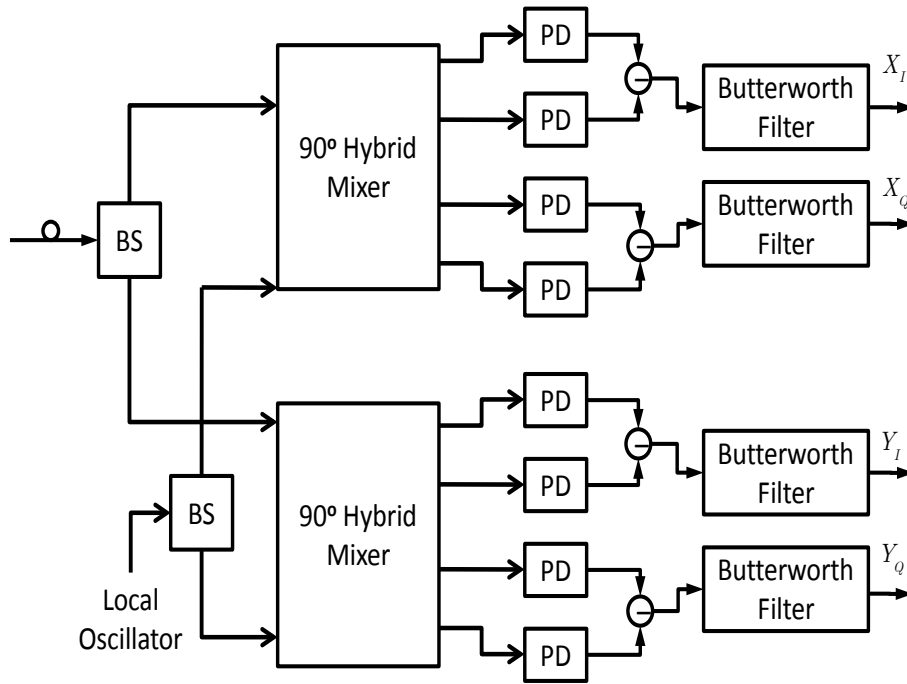 PD
PD
PD
PD
90º Hybrid
Mixer
BS
Butterworth
Filter
X_I
Butterworth
Filter
X_Q
PD
PD
PD
PD
90º Hybrid
Mixer
BS
Local
Oscillator
Butterworth
Filter
Y_I
Butterworth
Filter
Y_Q